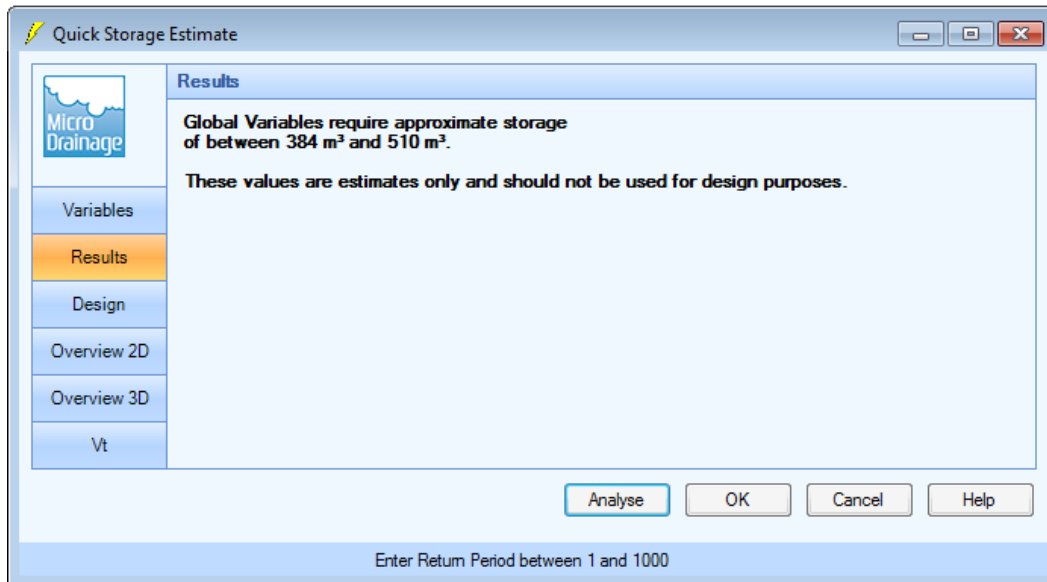 Quick Storage Estimate
Micro
Drainage
Variables
Results
Design
Overview 2D
Overview 3D
Vt
Results
Global Variables require approximate storage
of between 384 m³ and 510 m³.
These values are estimates only and should not be used for design purposes.
Analyse
OK
Cancel
Help
Enter Return Period between 1 and 1000